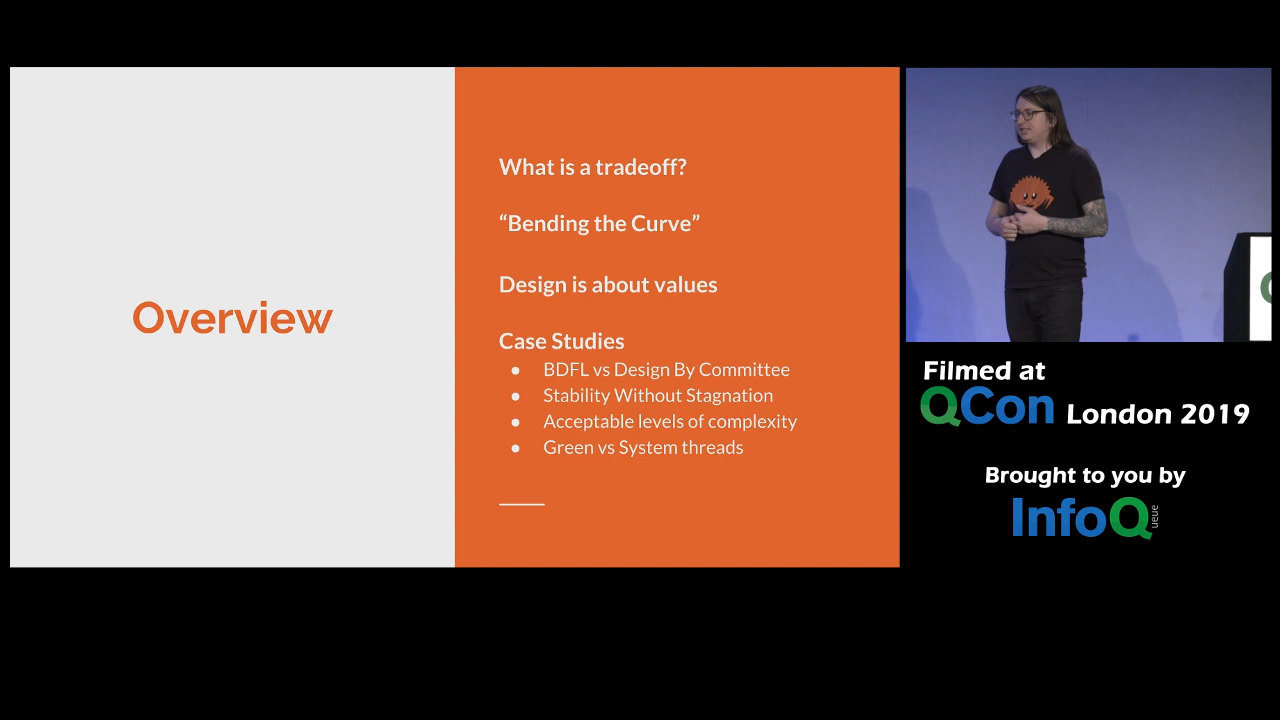 Overview
What is a tradeoff?
“Bending the Curve”
Design is about values
Case Studies
● BDFL vs Design By Committee
● Stability Without Stagnation
● Acceptable levels of complexity
● Green vs System threads
Filmed at
QCon London 2019
Brought to you by
InfoQ
ueue